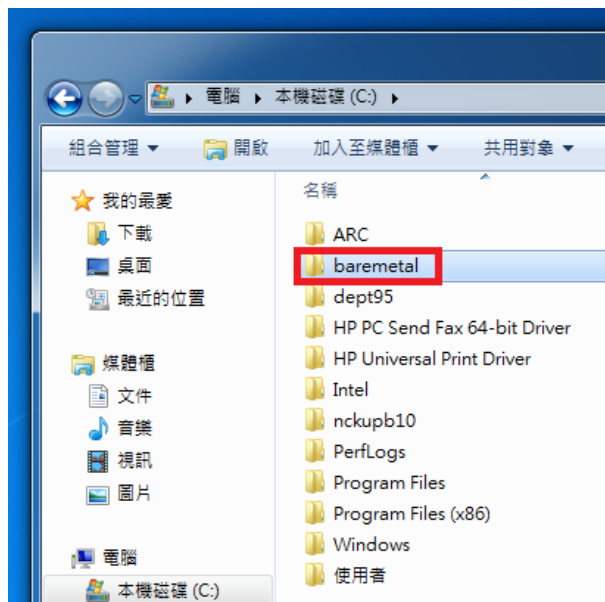 電腦 本機磁碟 (C:)
組合管理 開啟 加入至媒體櫃 共用對象
我的最愛
下載
桌面
最近的位置
媒體櫃
文件
音樂
視訊
圖片
電腦
本機磁碟 (C:)
名稱
ARC
baremetal
dept95
HP PC Send Fax 64-bit Driver
HP Universal Print Driver
Intel
nckupb10
PerfLogs
Program Files
Program Files (x86)
Windows
使用者